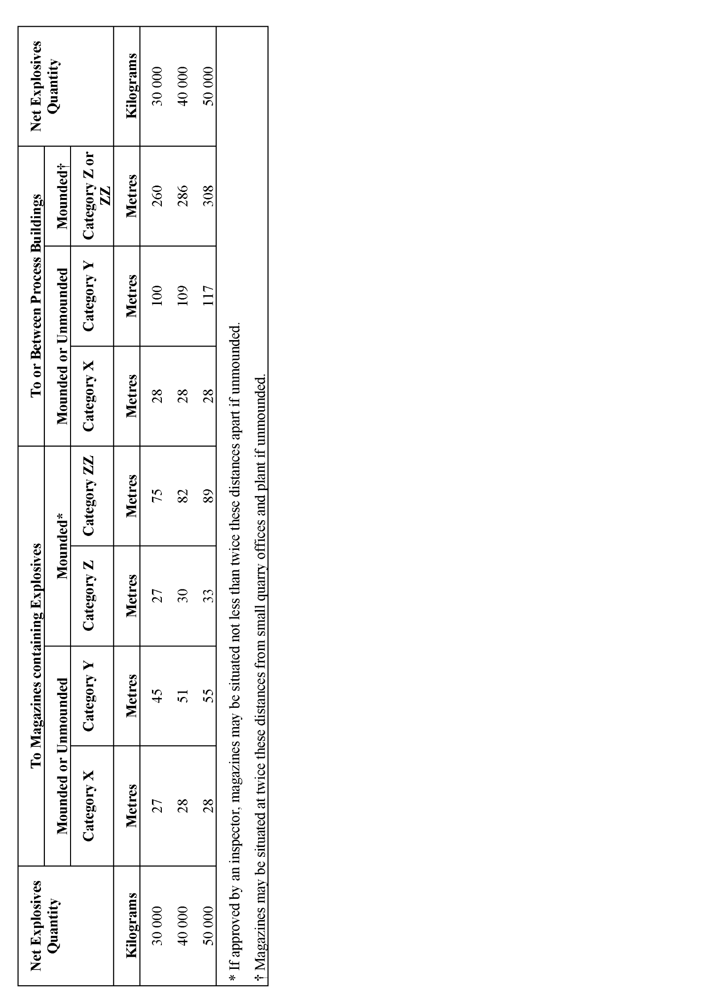 Net Explosives Quantity | To Magazines containing Explosives | To or Between Process Buildings | Net Explosives Quantity
Mounded or Unmounded | Mounded* | Mounded or Unmounded | Mounded†
Category X | Category Y | Category Z | Category ZZ | Category X | Category Y | Category Z or ZZ
Kilograms | Metres | Metres | Metres | Metres | Metres | Metres | Metres | Kilograms
30 000 | 27 | 45 | 27 | 75 | 28 | 100 | 260 | 30 000
40 000 | 28 | 51 | 30 | 82 | 28 | 109 | 286 | 40 000
50 000 | 28 | 55 | 33 | 89 | 28 | 117 | 308 | 50 000
* If approved by an inspector, magazines may be situated not less than twice these distances apart if unmounded.
† Magazines may be situated at twice these distances from small quarry offices and plant if unmounded.